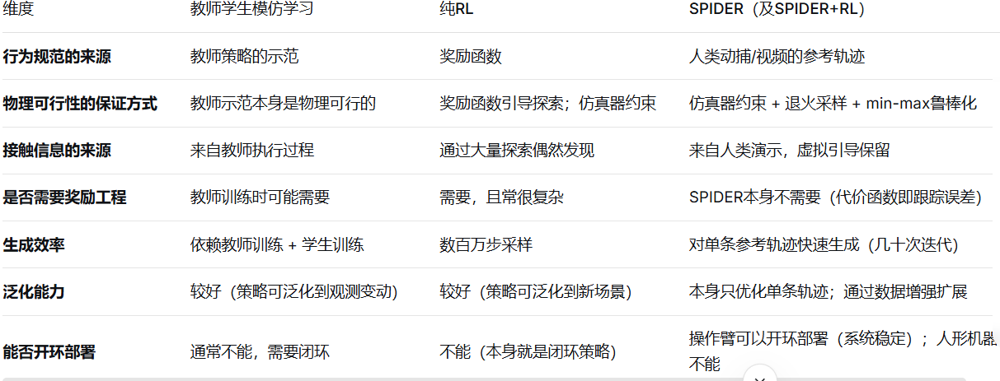 维度 教师学生模仿学习 纯RL SPIDER（及SPIDER+RL）
行为规范的来源 教师策略的示范 奖励函数 人类动捕/视频的参考轨迹
物理可行性的保证方式 教师示范本身是物理可行的 奖励函数引导探索；仿真器约束 仿真器约束 + 退火采样 + min-max鲁棒化
接触信息的来源 来自教师执行过程 通过大量探索偶然发现 来自人类演示，虚拟引导保留
是否需要奖励工程 教师训练时可能需要 需要，且常很复杂 SPIDER本身不需要（代价函数即跟踪误差）
生成效率 依赖教师训练 + 学生训练 数百万步采样 对单条参考轨迹快速生成（几十次迭代）
泛化能力 较好（策略可泛化到观测变动） 较好（策略可泛化到新场景） 本身只优化单条轨迹；通过数据增强扩展
能否开环部署 通常不能，需要闭环 不能（本身就是闭环策略） 操作臂可以开环部署（系统稳定）；人形机器
不能